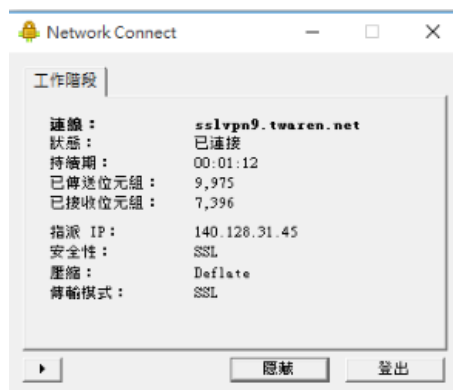 Network Connect
工作階段
連線： sslvpn9.twaren.net
狀態： 已連接
持續期： 00:01:12
已傳送位元組： 9,975
已接收位元組： 7,396
指派 IP： 140.128.31.45
安全性： SSL
壓縮： Deflate
傳輸模式： SSL
隱藏 登出